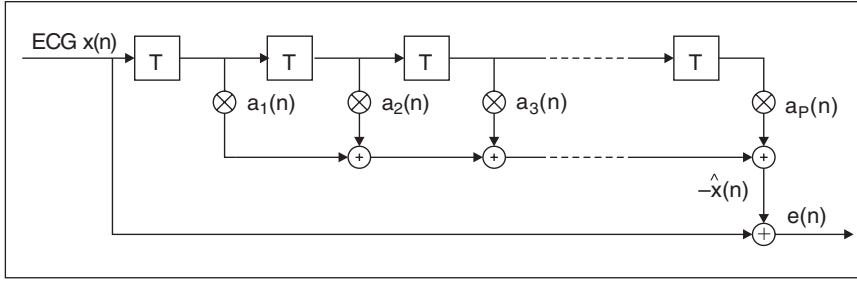 ECG x(n)
T T T T
a₁(n) a₂(n) a₃(n) aₚ(n)
+ + +
–x̂(n)
+ e(n)